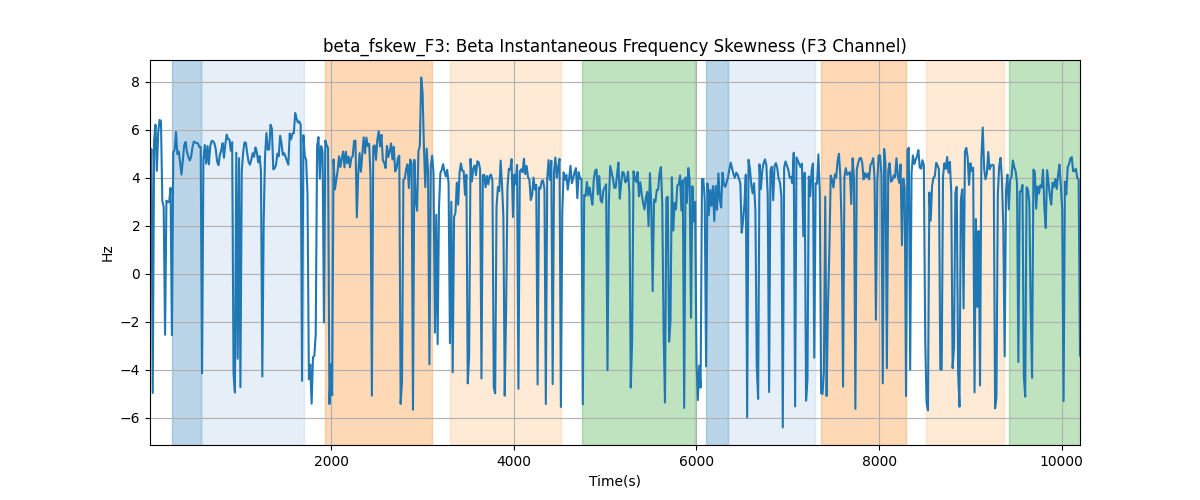 beta_fskew_F3: Beta Instantaneous Frequency Skewness (F3 Channel)
8
6
4
2
0
−2
−4
−6
Hz
2000 4000 6000 8000 10000
Time(s)